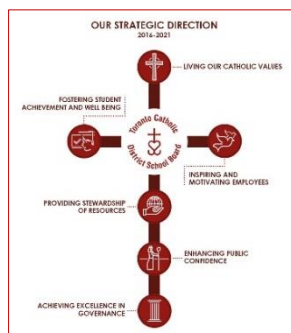 OUR STRATEGIC DIRECTION
2016-2021
LIVING OUR CATHOLIC VALUES
FOSTERING STUDENT
ACHIEVEMENT AND WELL BEING
Toronto Catholic
District School Board
INSPIRING AND
MOTIVATING EMPLOYEES
PROVIDING STEWARDSHIP
OF RESOURCES
ENHANCING PUBLIC
CONFIDENCE
ACHIEVING EXCELLENCE IN
GOVERNANCE